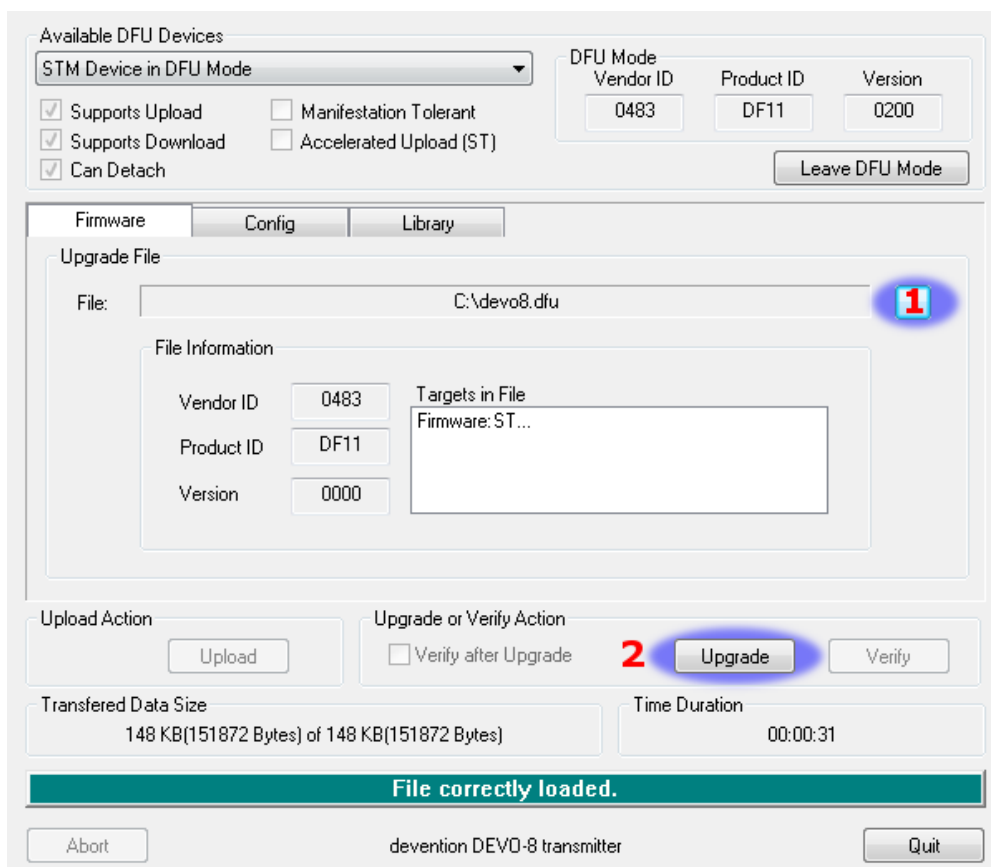 Available DFU Devices
STM Device in DFU Mode
DFU Mode
Vendor ID Product ID Version
0483 DF11 0200
Supports Upload Manifestation Tolerant
Supports Download Accelerated Upload (ST)
Can Detach
Leave DFU Mode
Firmware Config Library
Upgrade File
File: C:\devo8.dfu 1
File Information
Vendor ID 0483
Product ID DF11
Version 0000
Targets in File
Firmware: ST...
Upload Action
Upload
Upgrade or Verify Action
Verify after Upgrade 2 Upgrade Verify
Transfered Data Size
148 KB(151872 Bytes) of 148 KB(151872 Bytes)
Time Duration
00:00:31
File correctly loaded.
Abort devention DEVO-8 transmitter Quit